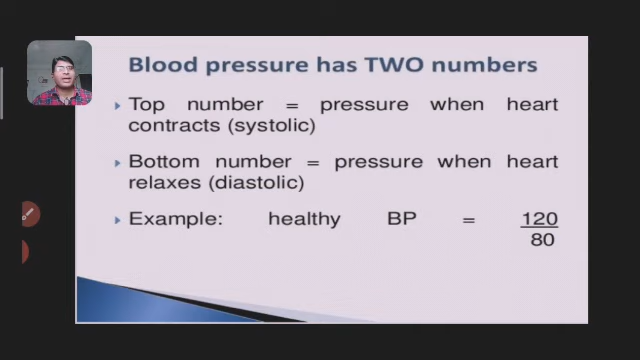 Blood pressure has TWO numbers
Top number = pressure when heart
contracts (systolic)
Bottom number = pressure when heart
relaxes (diastolic)
Example: healthy BP = 120
80